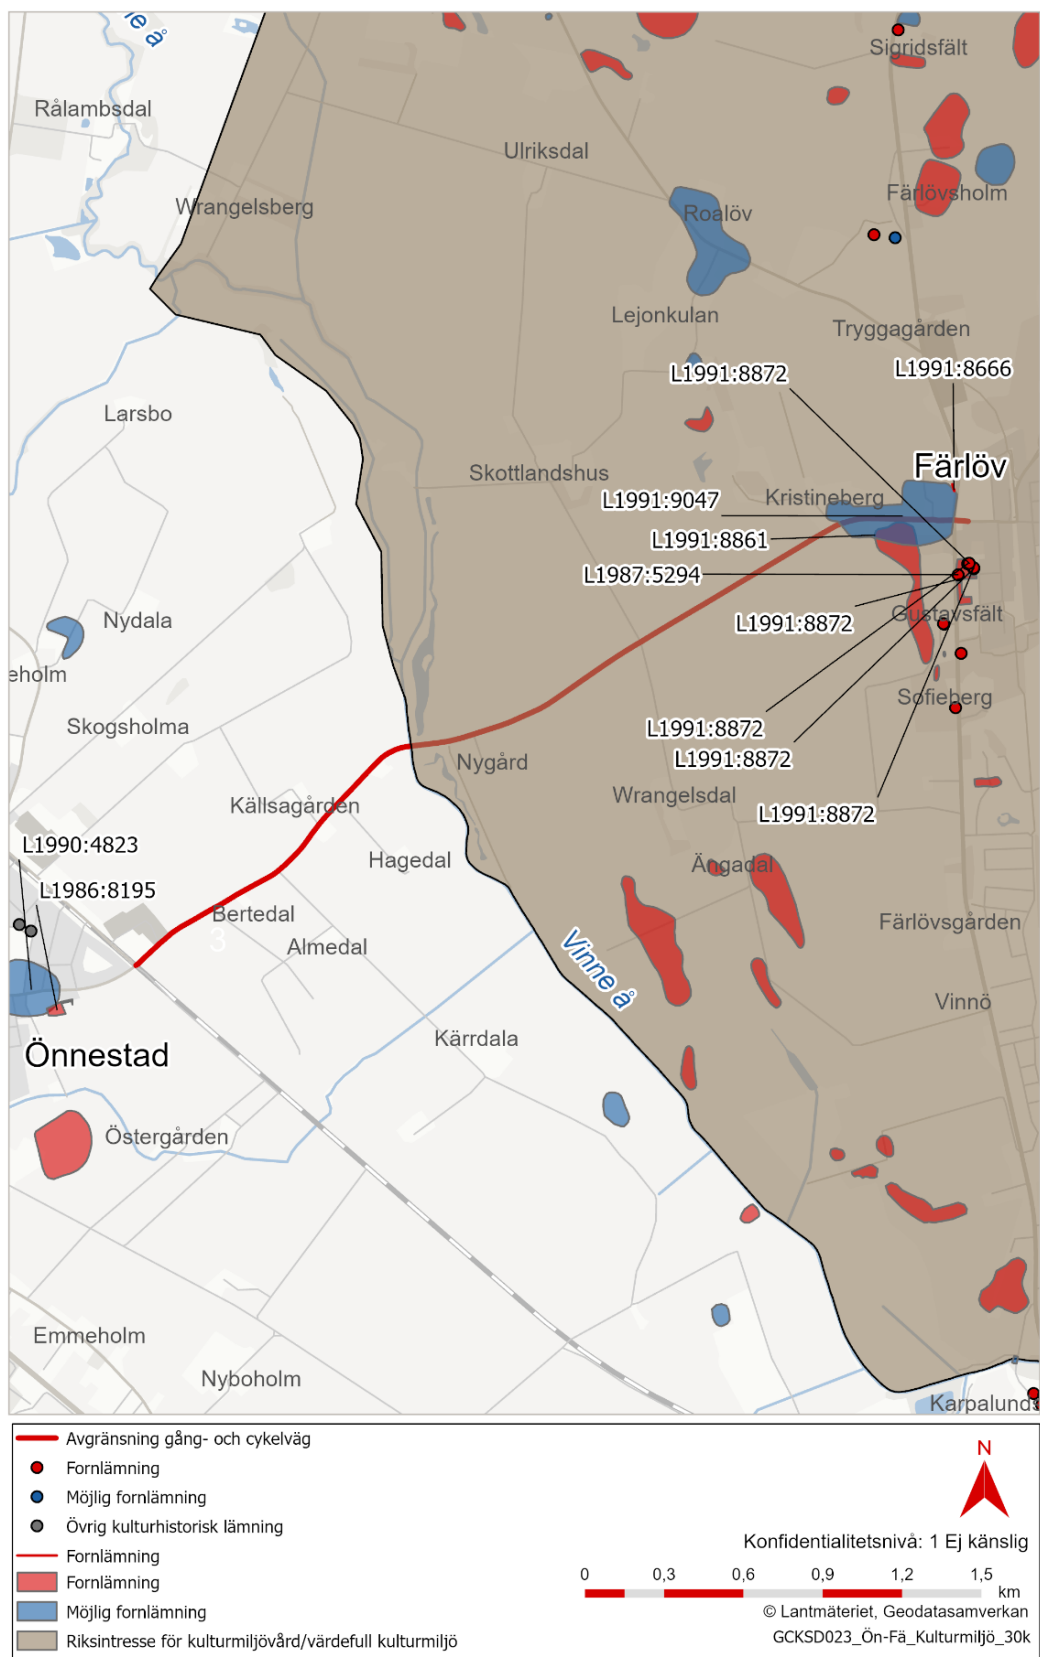 nne å
Sigridsfält
Rålambsdal
Ulriksdal
Färlövsholm
Wrangelsberg
Roalöv
Lejonkulan
Tryggagården
L1991:8872
L1991:8666
Larsbo
Färlöv
Skottlandshus
Kristineberg
L1991:9047
L1991:8861
L1987:5294
Gustavsfält
L1991:8872
Nydala
eholm
Sofieberg
Skogsholma
L1991:8872
L1991:8872
Nygård
Wrangelsdal
Källsagården
L1991:8872
L1990:4823
Hagedal
Ängadal
L1986:8195
Bertedal
3
Almedal
Färlövsgården
Vinne å
Vinnö
Kärrdala
Önnestad
Östergården
Emmeholm
Nyboholm
Karpalunds
Avgränsning gång- och cykelväg
Fornlämning
Möjlig fornlämning
Övrig kulturhistorisk lämning
Fornlämning
Fornlämning
Möjlig fornlämning
Riksintresse för kulturmiljövård/värdefull kulturmiljö
N
Konfidentialitetsnivå: 1 Ej känslig
0 0,3 0,6 0,9 1,2 1,5
km
© Lantmäteriet, Geodatasamverkan
GCKSD023_Ön-Fä_Kulturmiljö_30k